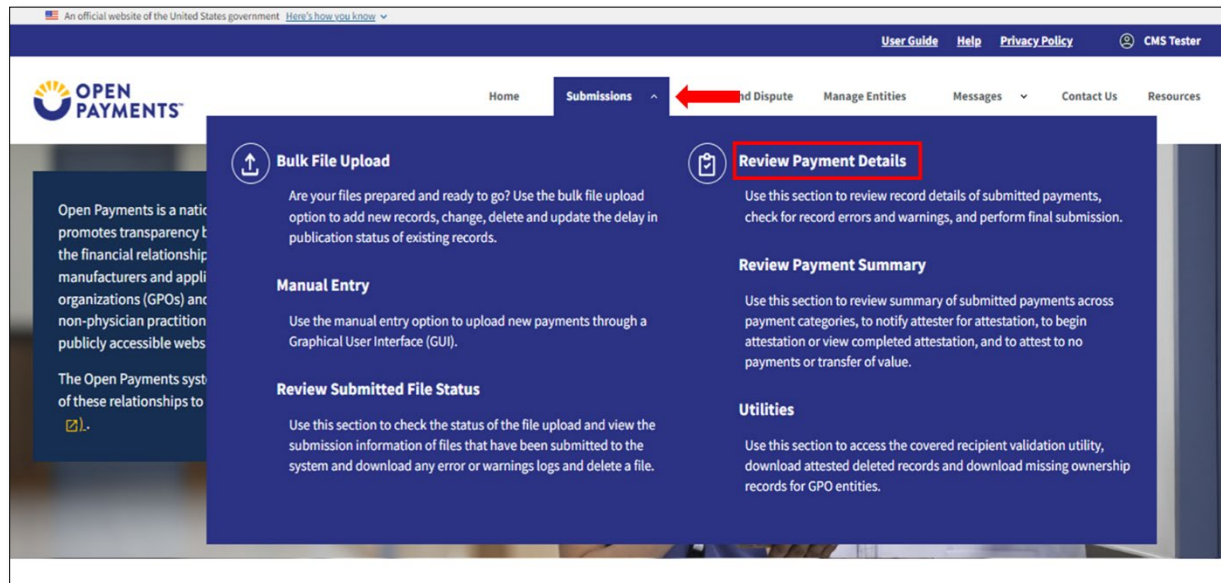 An official website of the United States government Here's how you know
User Guide Help Privacy Policy CMS Tester
OPEN
PAYMENTS™
Home Submissions nd Dispute Manage Entities Messages Contact Us Resources
Bulk File Upload
Are your files prepared and ready to go? Use the bulk file upload
option to add new records, change, delete and update the delay in
publication status of existing records.
Manual Entry
Use the manual entry option to upload new payments through a
Graphical User Interface (GUI).
Review Submitted File Status
Use this section to check the status of the file upload and view the
submission information of files that have been submitted to the
system and download any error or warnings logs and delete a file.
Review Payment Details
Use this section to review record details of submitted payments,
check for record errors and warnings, and perform final submission.
Review Payment Summary
Use this section to review summary of submitted payments across
payment categories, to notify attester for attestation, to begin
attestation or view completed attestation, and to attest to no
payments or transfer of value.
Utilities
Use this section to access the covered recipient validation utility,
download attested deleted records and download missing ownership
records for GPO entities.
Open Payments is a natio
promotes transparency b
the financial relationship
manufacturers and appli
organizations (GPOs) and
non-physician practition
publicly accessible webs
The Open Payments syst
of these relationships to
).